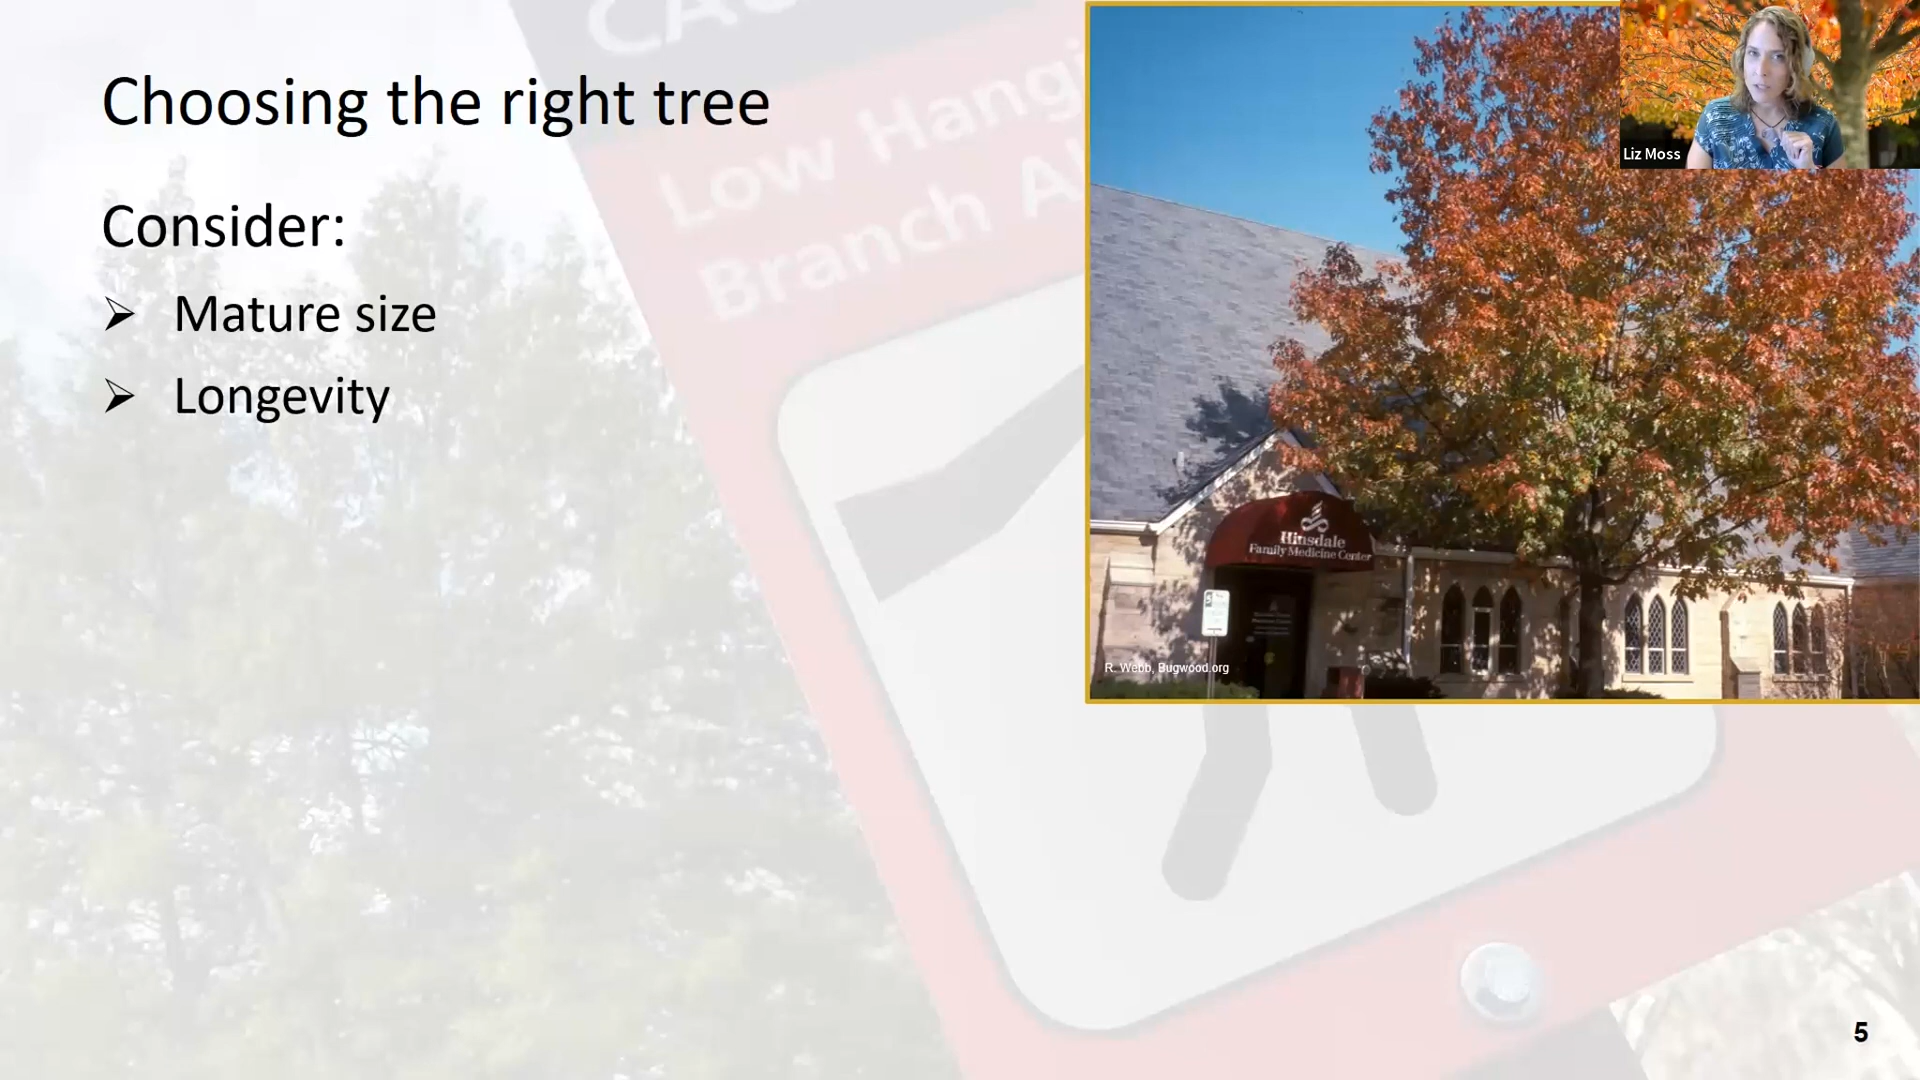 Choosing the right tree
Consider:
Mature size
Longevity
Low Hangi
Branch A
Liz Moss
Hinsdale
Family Medicine Center
R. Webb, Bugwood.org
5